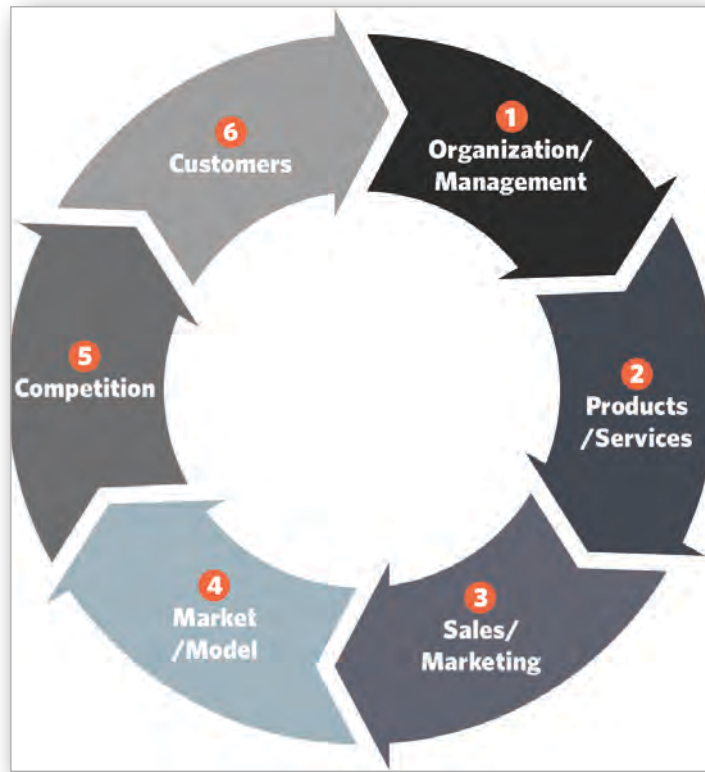 1
Organization/
Management
2
Products
/Services
3
Sales/
Marketing
4
Market
/Model
5
Competition
6
Customers